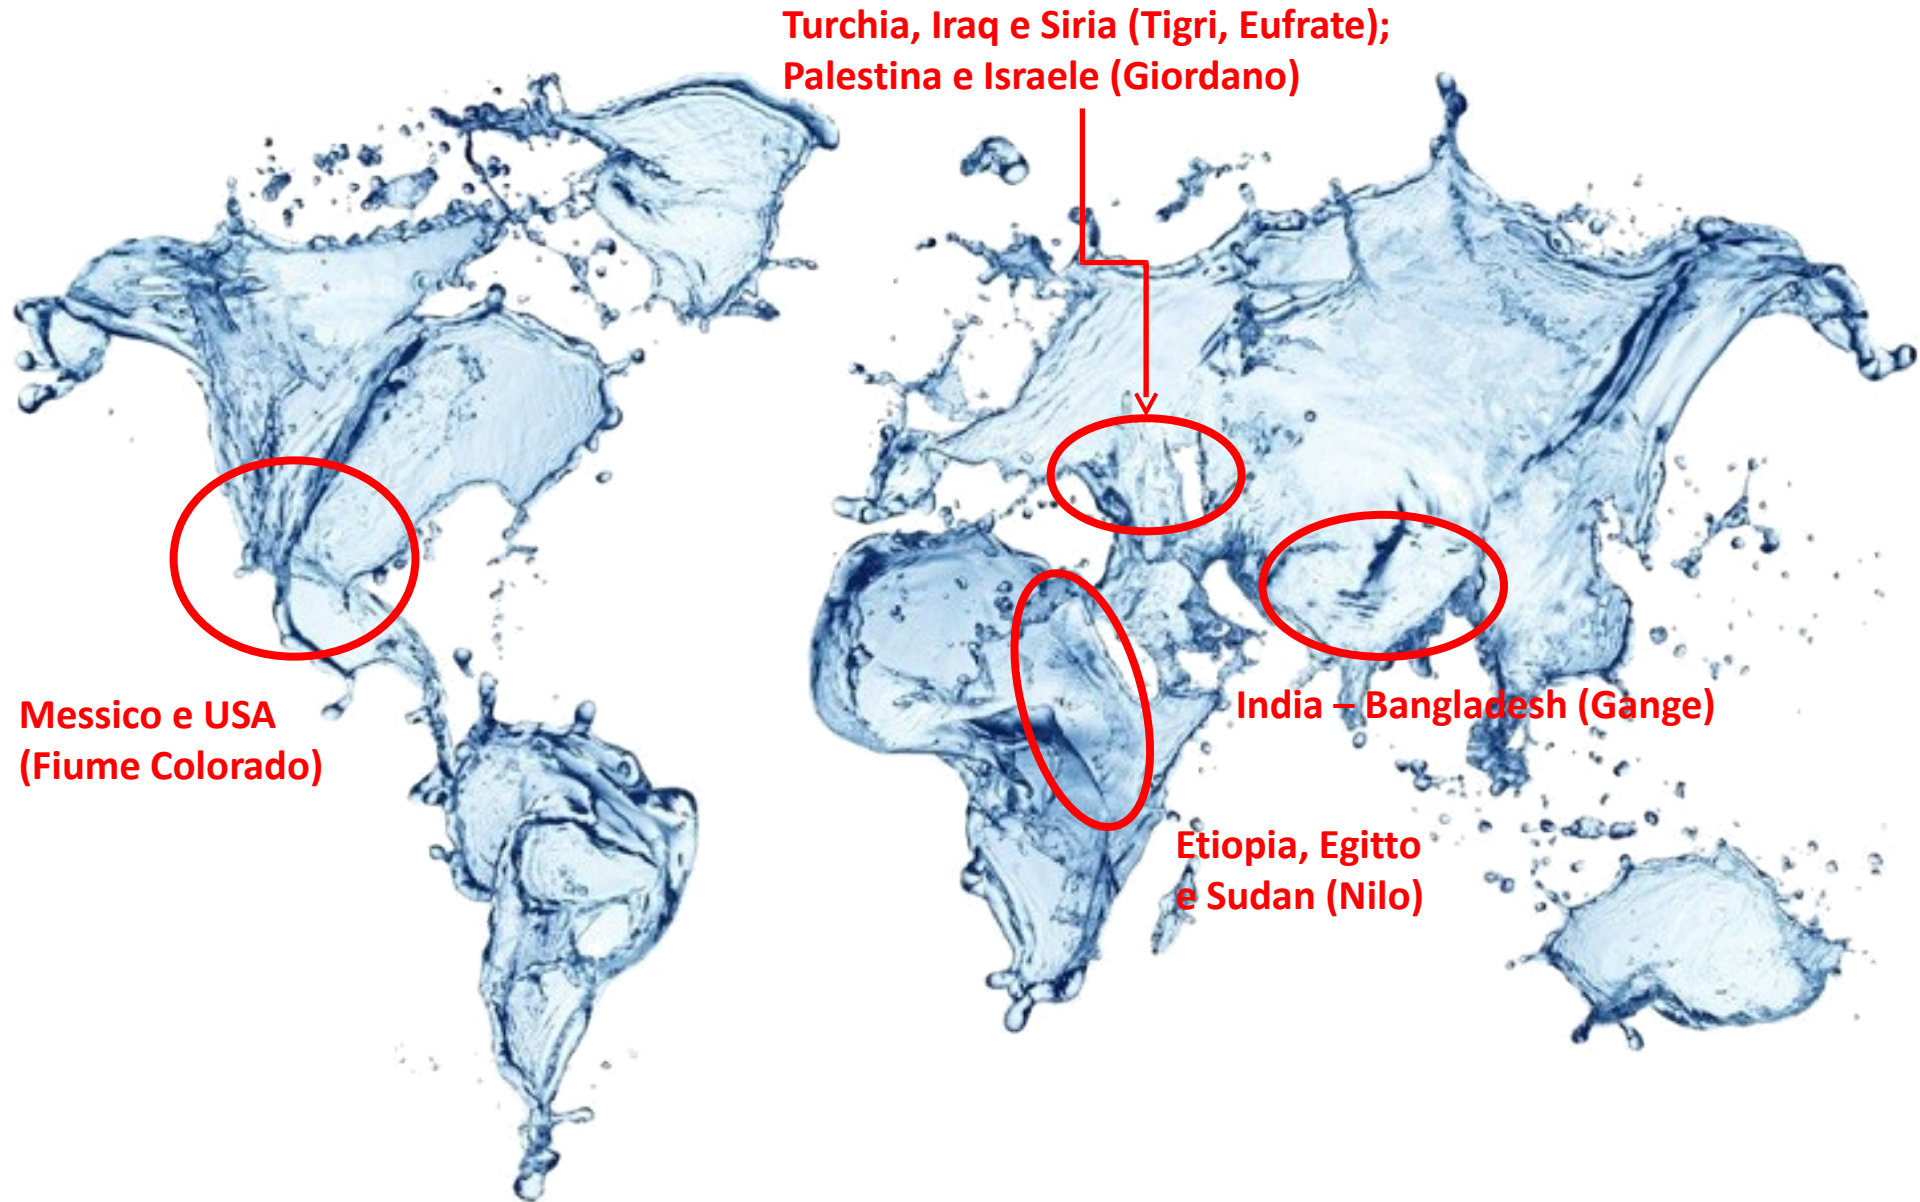 Turchia, Iraq e Siria (Tigri, Eufrate);
Palestina e Israele (Giordano)
Messico e USA
(Fiume Colorado)
India – Bangladesh (Gange)
Etiopia, Egitto
e Sudan (Nilo)